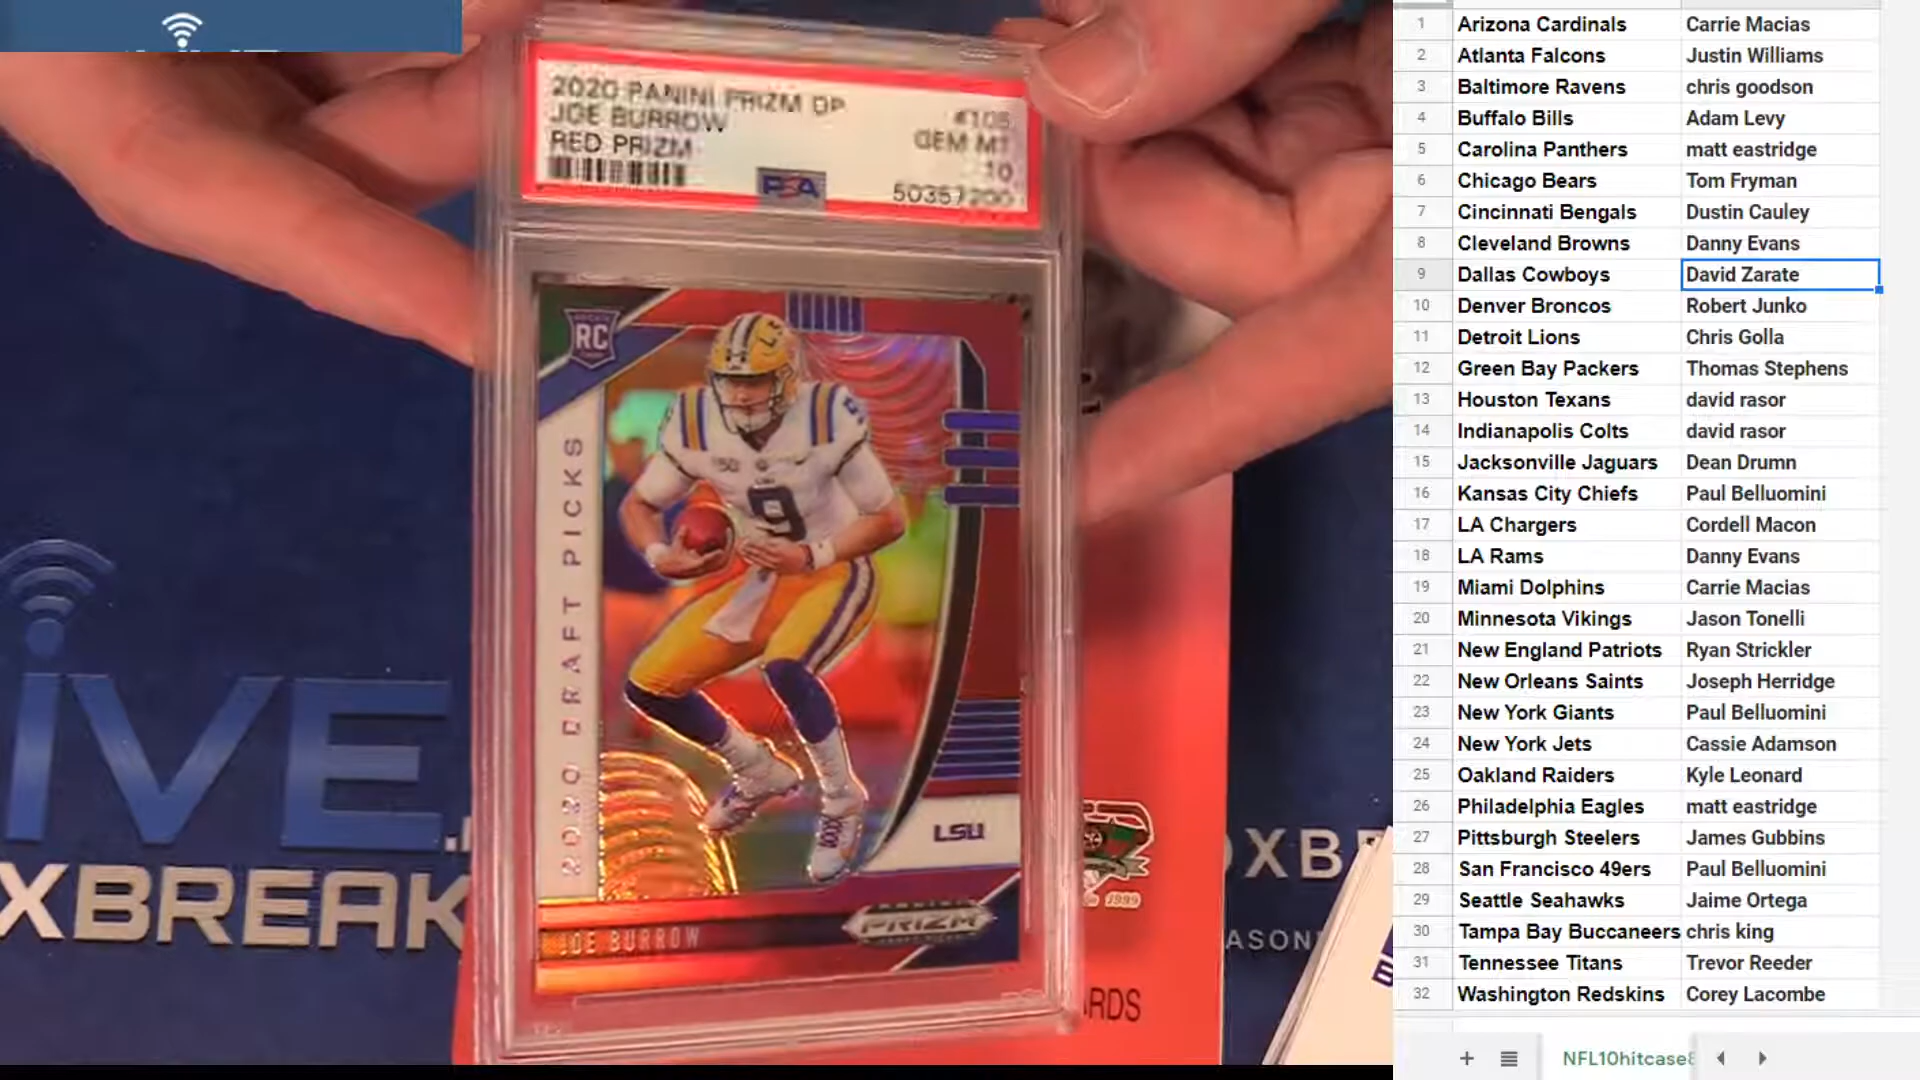 2020 PANINI PRIZM DP
JOE BURROW
RED PRIZM
#105
GEM MT
10
PSA
50357200
RC
2020 DRAFT PICKS
9
LSU
PANINI
PRIZM
JOE BURROW
iVE
XBREAK
OXB
1999
ARDS
1 Arizona Cardinals Carrie Macias
2 Atlanta Falcons Justin Williams
3 Baltimore Ravens chris goodson
4 Buffalo Bills Adam Levy
5 Carolina Panthers matt eastridge
6 Chicago Bears Tom Fryman
7 Cincinnati Bengals Dustin Cauley
8 Cleveland Browns Danny Evans
9 Dallas Cowboys David Zarate
10 Denver Broncos Robert Junko
11 Detroit Lions Chris Golla
12 Green Bay Packers Thomas Stephens
13 Houston Texans david rasor
14 Indianapolis Colts david rasor
15 Jacksonville Jaguars Dean Drumn
16 Kansas City Chiefs Paul Belluomini
17 LA Chargers Cordell Macon
18 LA Rams Danny Evans
19 Miami Dolphins Carrie Macias
20 Minnesota Vikings Jason Tonelli
21 New England Patriots Ryan Strickler
22 New Orleans Saints Joseph Herridge
23 New York Giants Paul Belluomini
24 New York Jets Cassie Adamson
25 Oakland Raiders Kyle Leonard
26 Philadelphia Eagles matt eastridge
27 Pittsburgh Steelers James Gubbins
28 San Francisco 49ers Paul Belluomini
29 Seattle Seahawks Jaime Ortega
30 Tampa Bay Buccaneers chris king
31 Tennessee Titans Trevor Reeder
32 Washington Redskins Corey Lacombe
NFL10hitcase